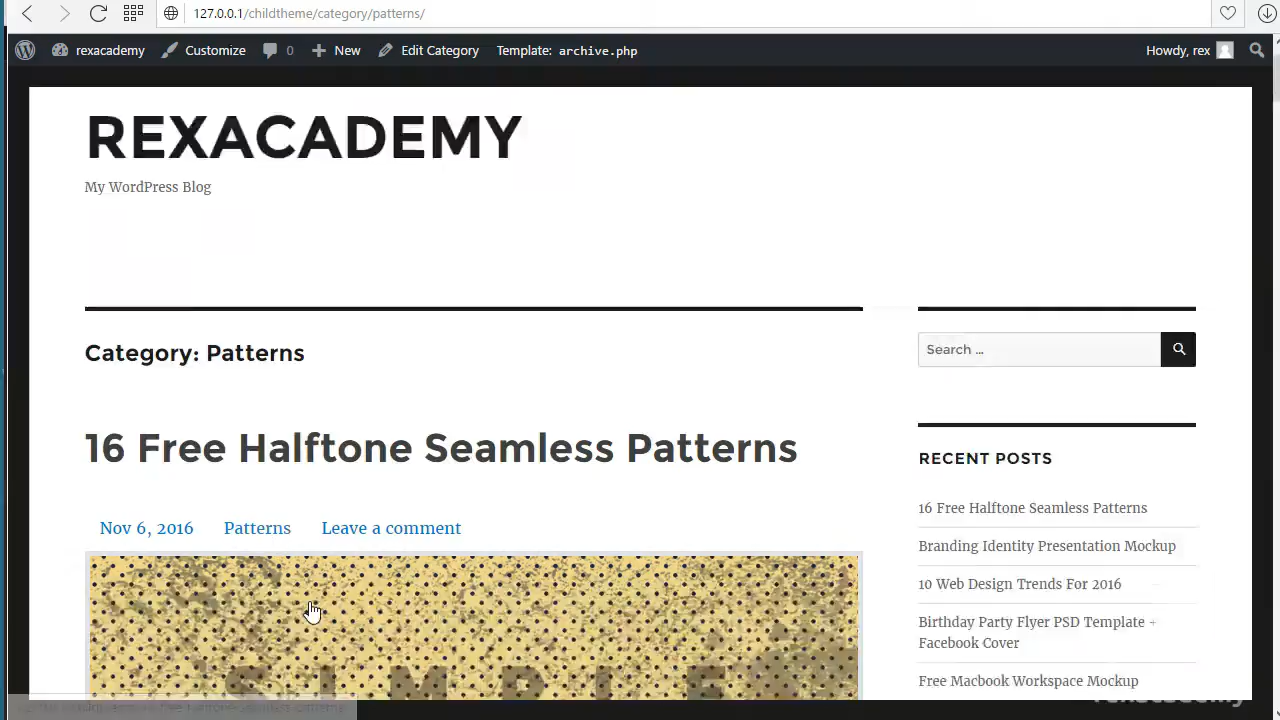 127.0.0.1/childtheme/category/patterns/
rexacademy Customize 0 New Edit Category Template: archive.php Howdy, rex
REXACADEMY
My WordPress Blog
Category: Patterns
Search …
16 Free Halftone Seamless Patterns
Nov 6, 2016 Patterns Leave a comment
SIMPLE
RECENT POSTS
16 Free Halftone Seamless Patterns
Branding Identity Presentation Mockup
10 Web Design Trends For 2016
Birthday Party Flyer PSD Template +
Facebook Cover
Free Macbook Workspace Mockup
rexacademy